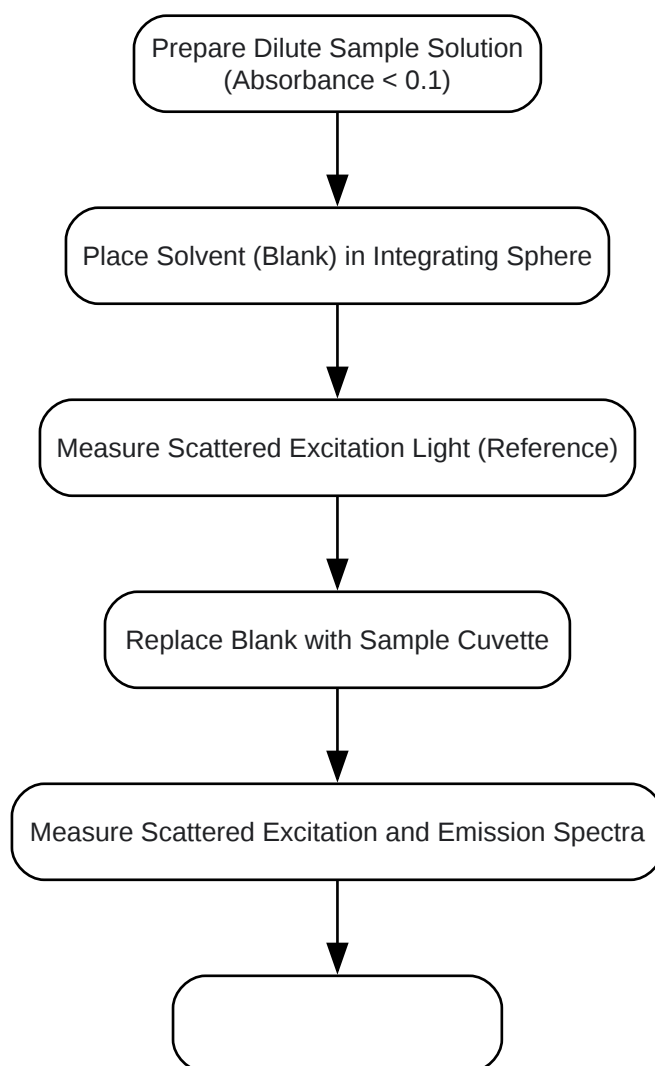 Prepare Dilute Sample Solution
(Absorbance < 0.1)
Place Solvent (Blank) in Integrating Sphere
Measure Scattered Excitation Light (Reference)
Replace Blank with Sample Cuvette
Measure Scattered Excitation and Emission Spectra